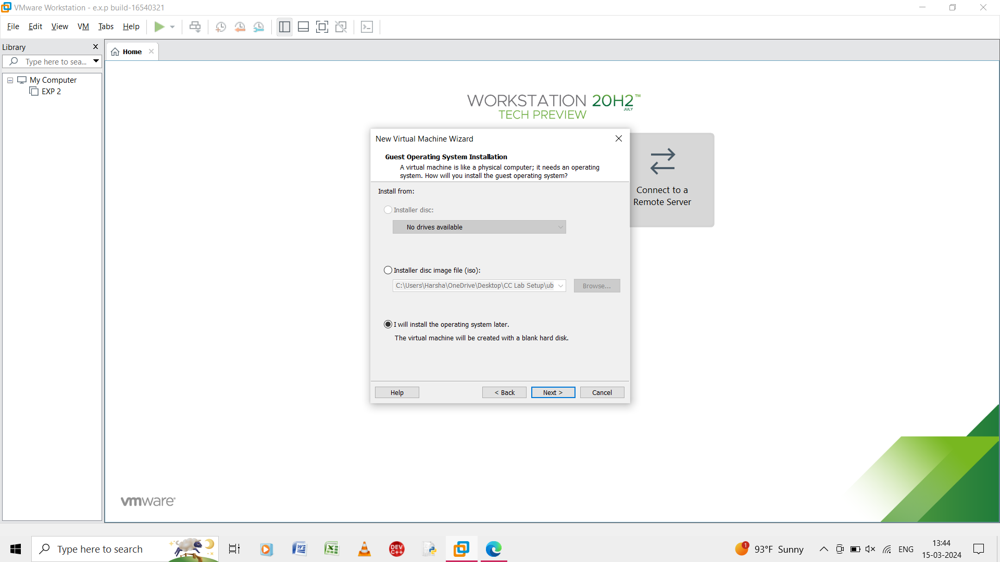 VMware Workstation - e.x.p build-16540321
File Edit View VM Tabs Help
Library
Type here to sea...
My Computer
EXP 2
Home
WORKSTATION 20H2™
JULY
TECH PREVIEW
New Virtual Machine Wizard
Guest Operating System Installation
A virtual machine is like a physical computer; it needs an operating
system. How will you install the guest operating system?
Install from:
Installer disc:
No drives available
Installer disc image file (iso):
C:\Users\Harsha\OneDrive\Desktop\CC Lab Setup\ub
Browse...
I will install the operating system later.
The virtual machine will be created with a blank hard disk.
Help
< Back
Next >
Cancel
Connect to a
Remote Server
vmware
Type here to search
DEV
C++
1
93°F Sunny
ENG
13:44
15-03-2024